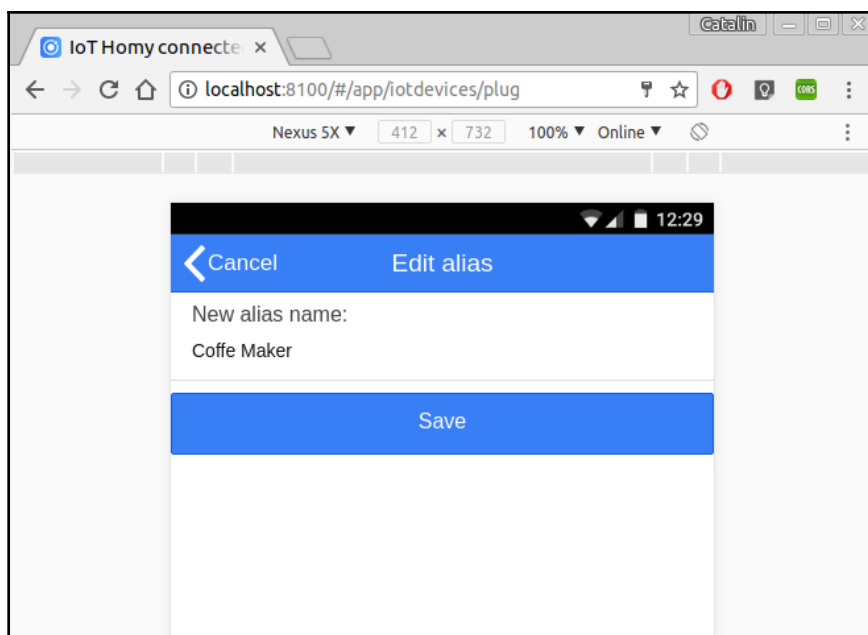 Catalin
IoT Homy connecte
localhost:8100/#/app/iotdevices/plug
CORS
Nexus 5X ▼ 412 x 732 100% ▼ Online ▼
12:29
Cancel Edit alias
New alias name:
Coffe Maker
Save